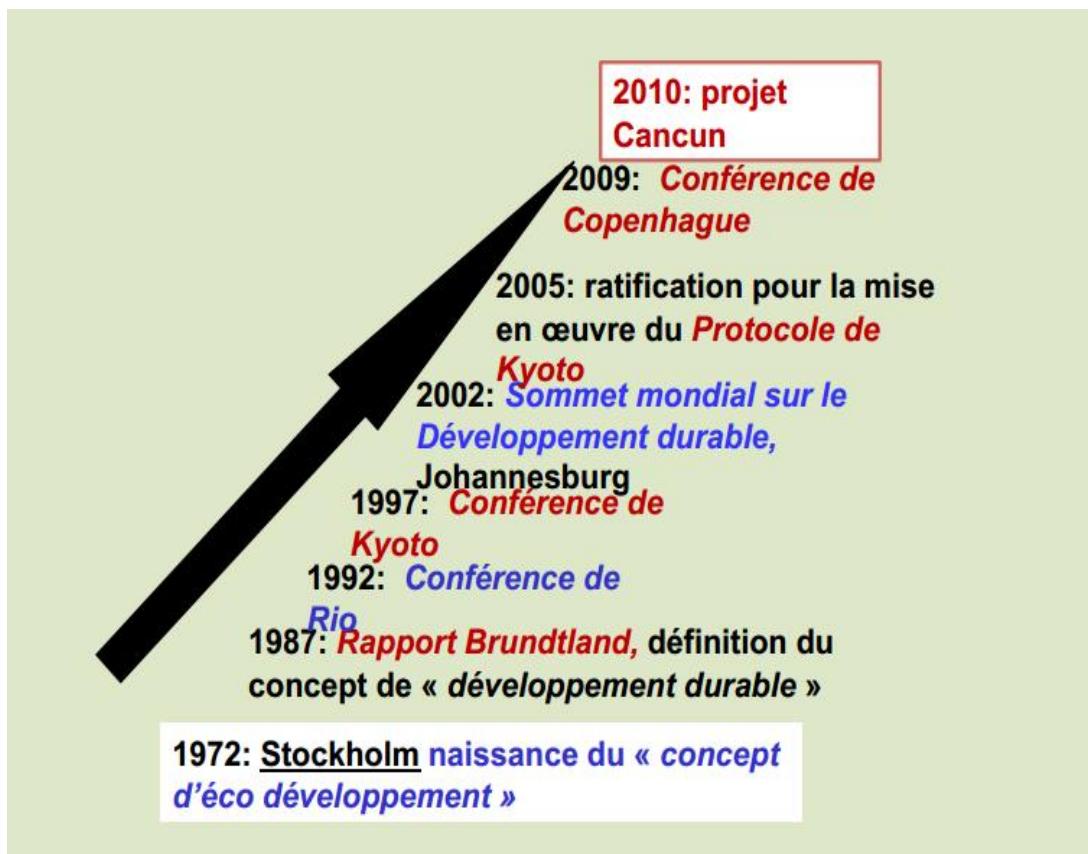 2010: projet
Cancun
2009: Conférence de
Copenhague
2005: ratification pour la mise
en œuvre du Protocole de
Kyoto
2002: Sommet mondial sur le
Développement durable,
Johannesburg
1997: Conférence de
Kyoto
1992: Conférence de
Rio
1987: Rapport Brundtland, définition du
concept de « développement durable »
1972: Stockholm naissance du « concept
d’éco développement »